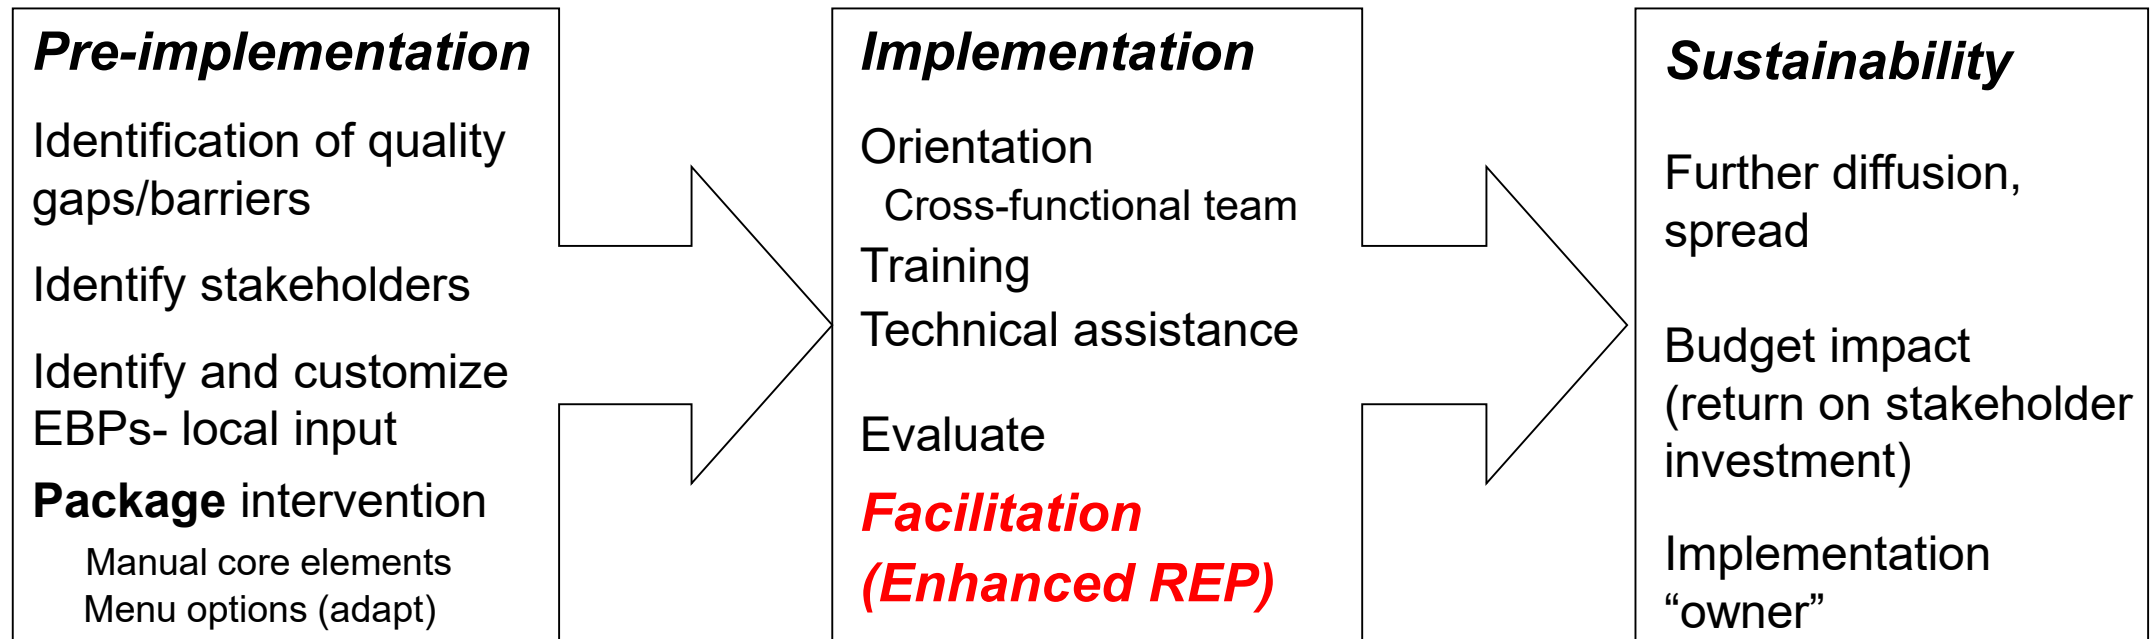 Pre-implementation
Identification of quality
gaps/barriers
Identify stakeholders
Identify and customize
EBPs- local input
Package intervention
Manual core elements
Menu options (adapt)
Implementation
Orientation
Cross-functional team
Training
Technical assistance
Evaluate
Facilitation
(Enhanced REP)
Sustainability
Further diffusion,
spread
Budget impact
(return on stakeholder
investment)
Implementation
“owner”